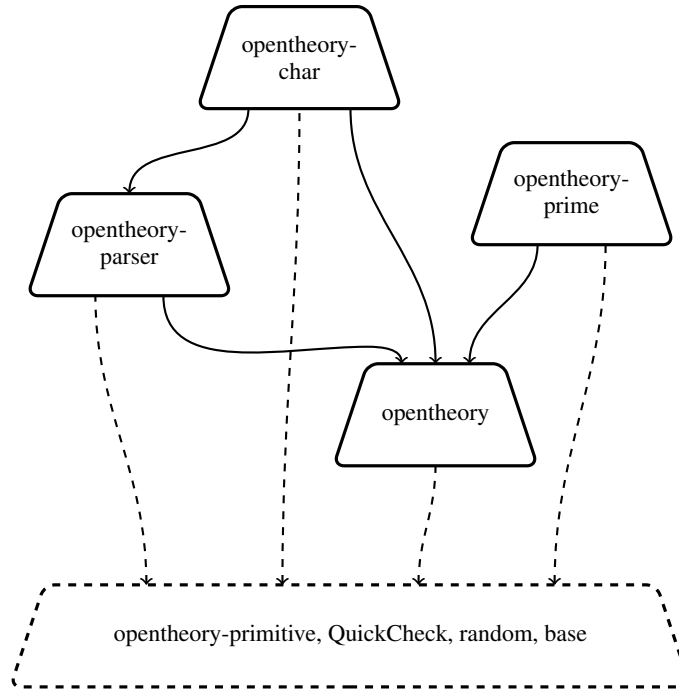 opentheory-
char
opentheory-
prime
opentheory-
parser
opentheory
opentheory-primitive, QuickCheck, random, base